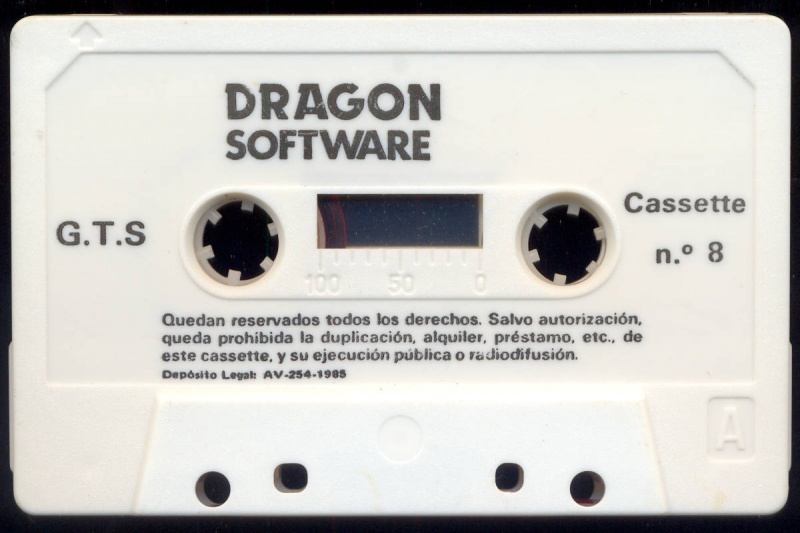 DRAGON
SOFTWARE
G.T.S
Cassette
n.º 8
100 50 0
Quedan reservados todos los derechos. Salvo autorización,
queda prohibida la duplicación, alquiler, préstamo, etc., de
este cassette, y su ejecución pública o radiodifusión.
Depósito Legal: AV-254-1985
A